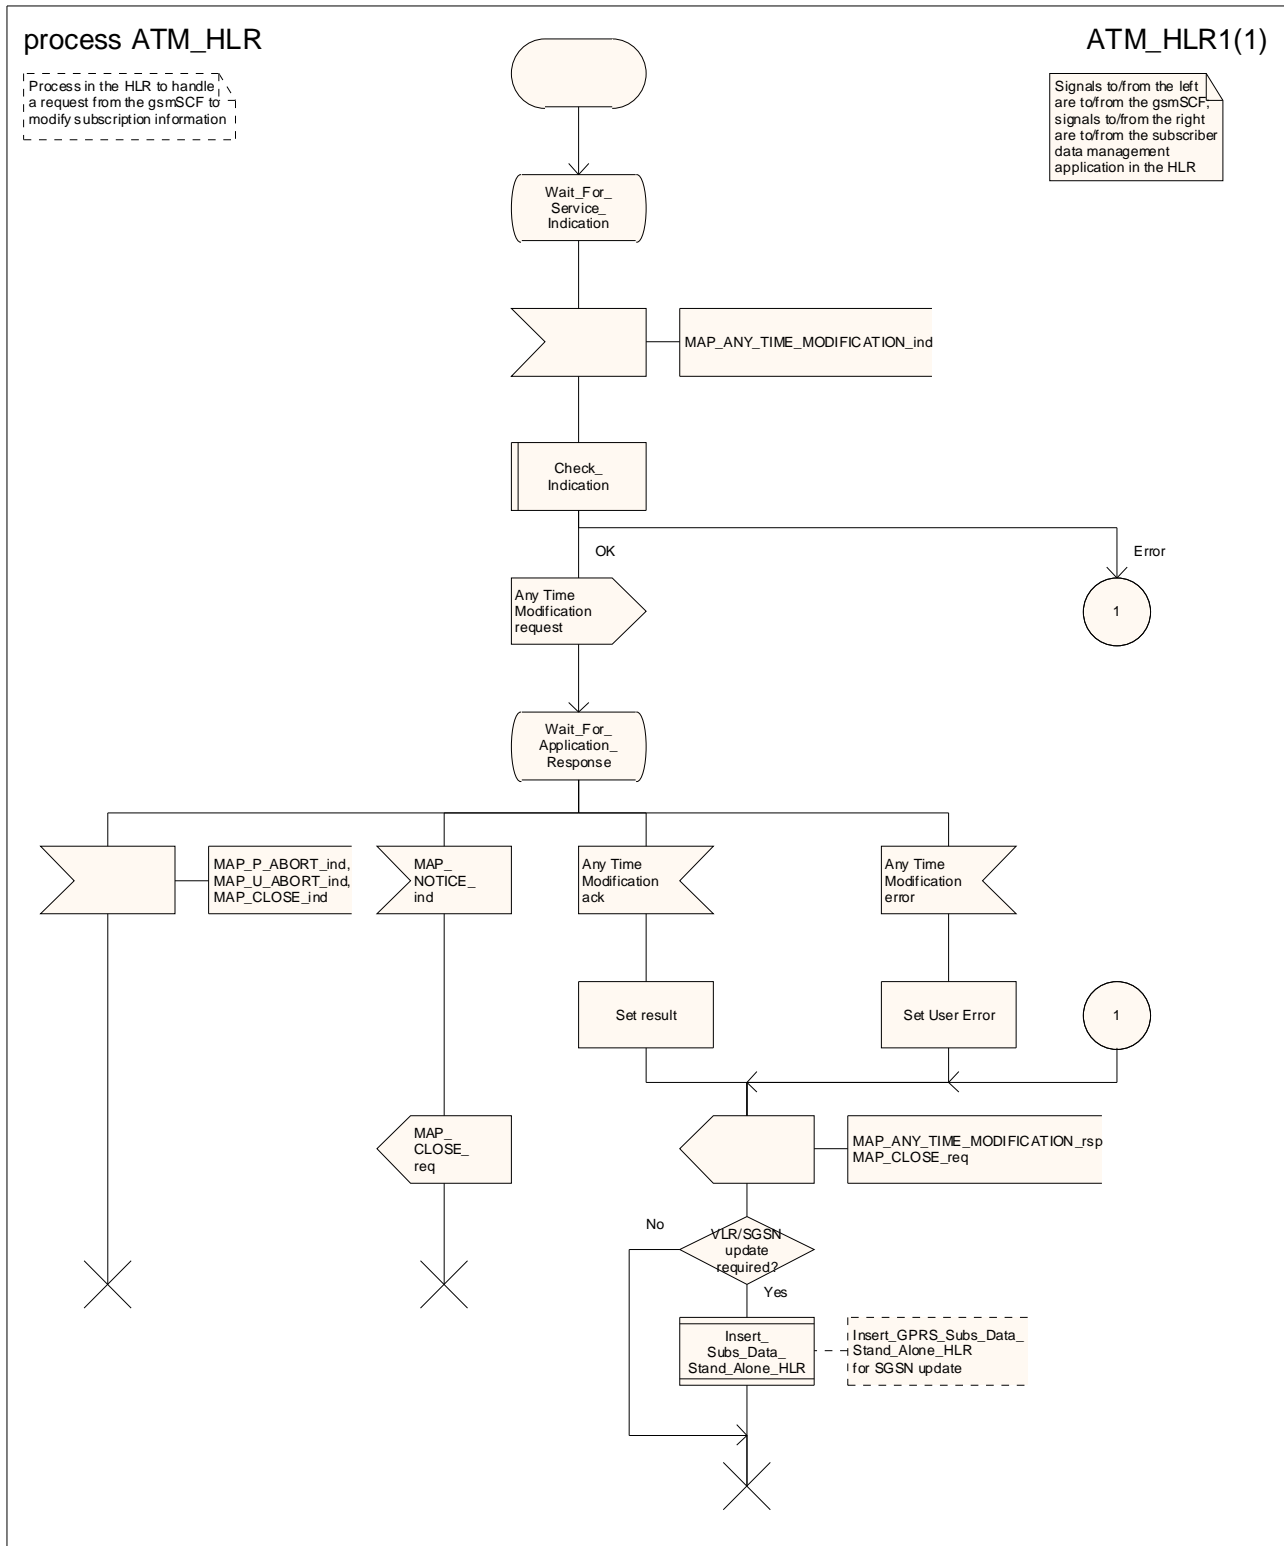 process ATM_HLR
ATM_HLR1(1)
Process in the HLR to handle
a request from the gsmSCF to
modify subscription information
Signals to/from the left
are to/from the gsmSCF;
signals to/from the right
are to/from the subscriber
data management
application in the HLR
Wait_For_
Service_
Indication
MAP_ANY_TIME_MODIFICATION_ind
Check_
Indication
OK
Error
Any Time
Modification
request
1
Wait_For_
Application_
Response
MAP_P_ABORT_ind,
MAP_U_ABORT_ind,
MAP_CLOSE_ind
MAP_
NOTICE_
ind
Any Time
Modification
ack
Any Time
Modification
error
Set result
Set User Error
1
MAP_
CLOSE_
req
MAP_ANY_TIME_MODIFICATION_rsp
MAP_CLOSE_req
No
VLR/SGSN
update
required?
Yes
Insert_
Subs_Data_
Stand_Alone_HLR
Insert_GPRS_Subs_Data_
Stand_Alone_HLR
for SGSN update